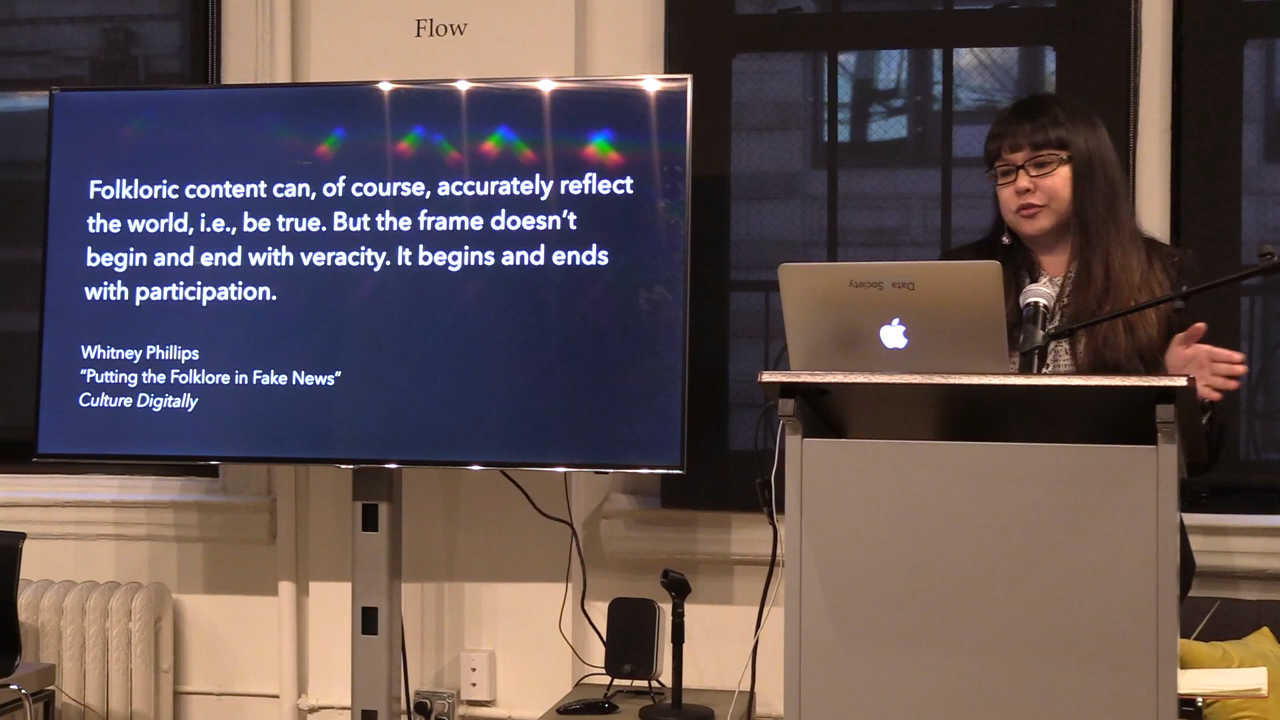 Flow
Folkloric content can, of course, accurately reflect
the world, i.e., be true. But the frame doesn't
begin and end with veracity. It begins and ends
with participation.
Whitney Phillips
"Putting the Folklore in Fake News"
Culture Digitally
Data Society